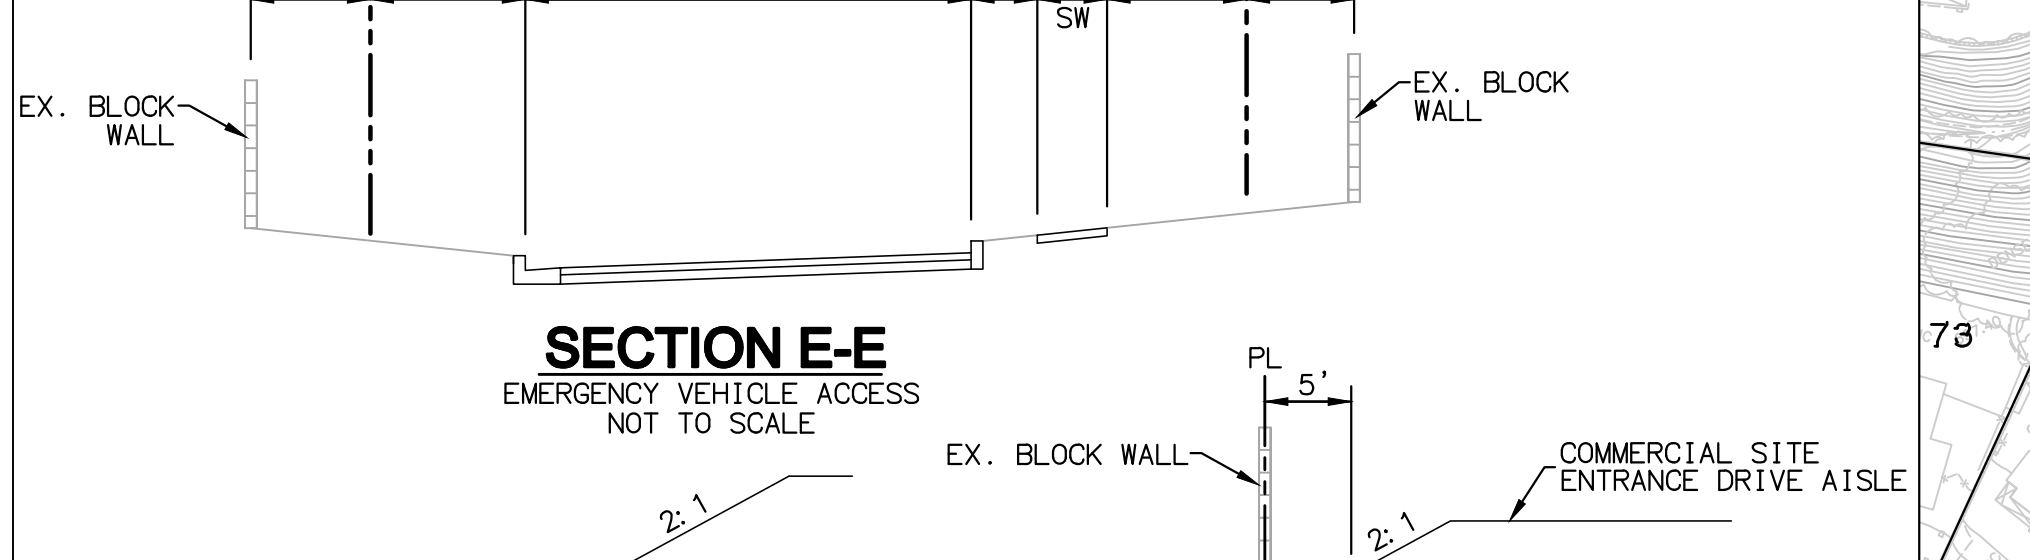 SW
EX. BLOCK
WALL
EX. BLOCK
WALL
SECTION E-E
EMERGENCY VEHICLE ACCESS
NOT TO SCALE
73
PL
5'
EX. BLOCK WALL
COMMERCIAL SITE
ENTRANCE DRIVE AISLE
2:1
2:1